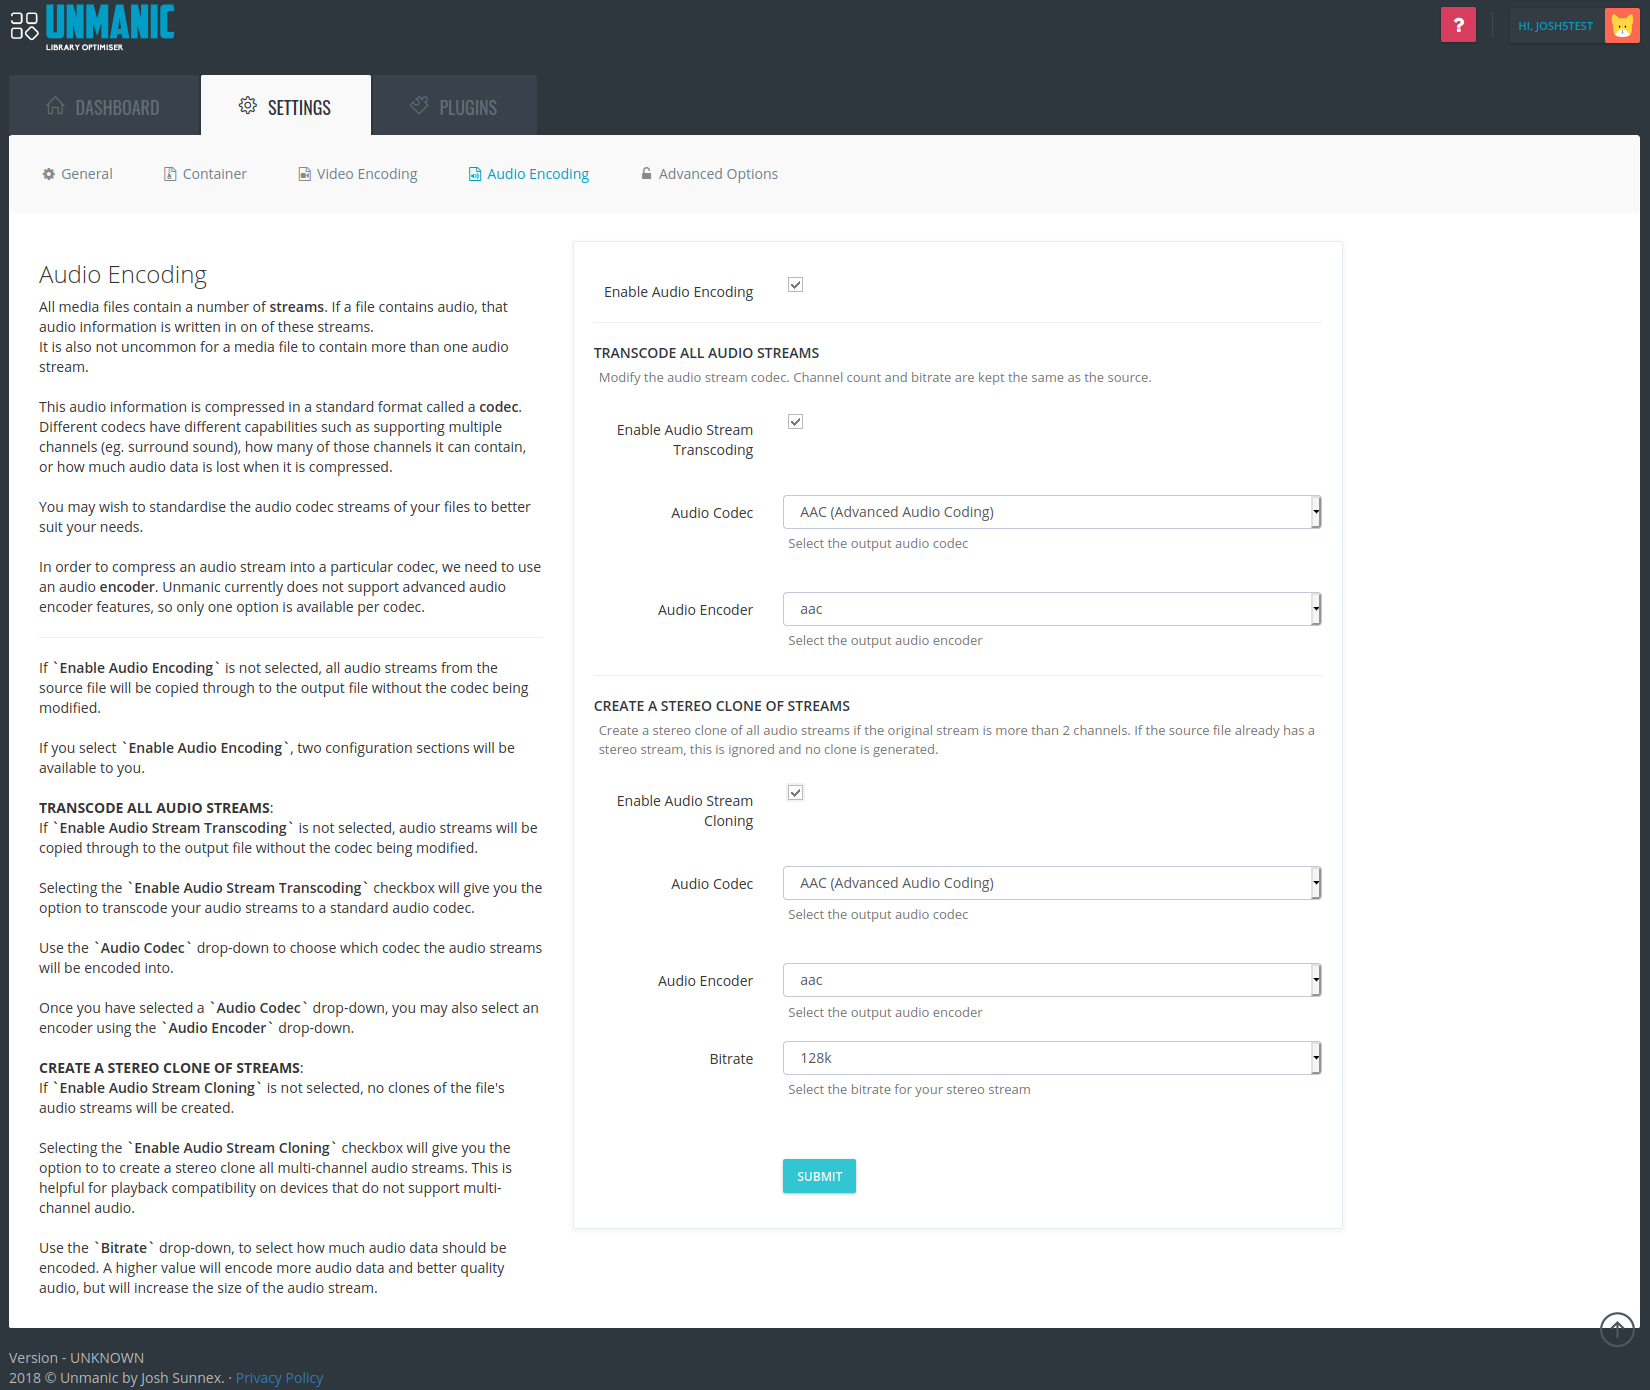 UNMANIC
LIBRARY OPTIMISER
?
HI, JOSH5TEST
DASHBOARD
SETTINGS
PLUGINS
General
Container
Video Encoding
Audio Encoding
Advanced Options
Audio Encoding
All media files contain a number of streams. If a file contains audio, that
audio information is written in on of these streams.
It is also not uncommon for a media file to contain more than one audio
stream.
This audio information is compressed in a standard format called a codec.
Different codecs have different capabilities such as supporting multiple
channels (eg. surround sound), how many of those channels it can contain,
or how much audio data is lost when it is compressed.
You may wish to standardise the audio codec streams of your files to better
suit your needs.
In order to compress an audio stream into a particular codec, we need to use
an audio encoder. Unmanic currently does not support advanced audio
encoder features, so only one option is available per codec.
If `Enable Audio Encoding` is not selected, all audio streams from the
source file will be copied through to the output file without the codec being
modified.
If you select `Enable Audio Encoding`, two configuration sections will be
available to you.
TRANSCODE ALL AUDIO STREAMS:
If `Enable Audio Stream Transcoding` is not selected, audio streams will be
copied through to the output file without the codec being modified.
Selecting the `Enable Audio Stream Transcoding` checkbox will give you the
option to transcode your audio streams to a standard audio codec.
Use the `Audio Codec` drop-down to choose which codec the audio streams
will be encoded into.
Once you have selected a `Audio Codec` drop-down, you may also select an
encoder using the `Audio Encoder` drop-down.
CREATE A STEREO CLONE OF STREAMS:
If `Enable Audio Stream Cloning` is not selected, no clones of the file's
audio streams will be created.
Selecting the `Enable Audio Stream Cloning` checkbox will give you the
option to to create a stereo clone all multi-channel audio streams. This is
helpful for playback compatibility on devices that do not support multi-
channel audio.
Use the `Bitrate` drop-down, to select how much audio data should be
encoded. A higher value will encode more audio data and better quality
audio, but will increase the size of the audio stream.
Enable Audio Encoding
TRANSCODE ALL AUDIO STREAMS
Modify the audio stream codec. Channel count and bitrate are kept the same as the source.
Enable Audio Stream
Transcoding
Audio Codec
AAC (Advanced Audio Coding)
Select the output audio codec
Audio Encoder
aac
Select the output audio encoder
CREATE A STEREO CLONE OF STREAMS
Create a stereo clone of all audio streams if the original stream is more than 2 channels. If the source file already has a
stereo stream, this is ignored and no clone is generated.
Enable Audio Stream
Cloning
Audio Codec
AAC (Advanced Audio Coding)
Select the output audio codec
Audio Encoder
aac
Select the output audio encoder
Bitrate
128k
Select the bitrate for your stereo stream
SUBMIT
Version - UNKNOWN
2018 © Unmanic by Josh Sunnex. · Privacy Policy